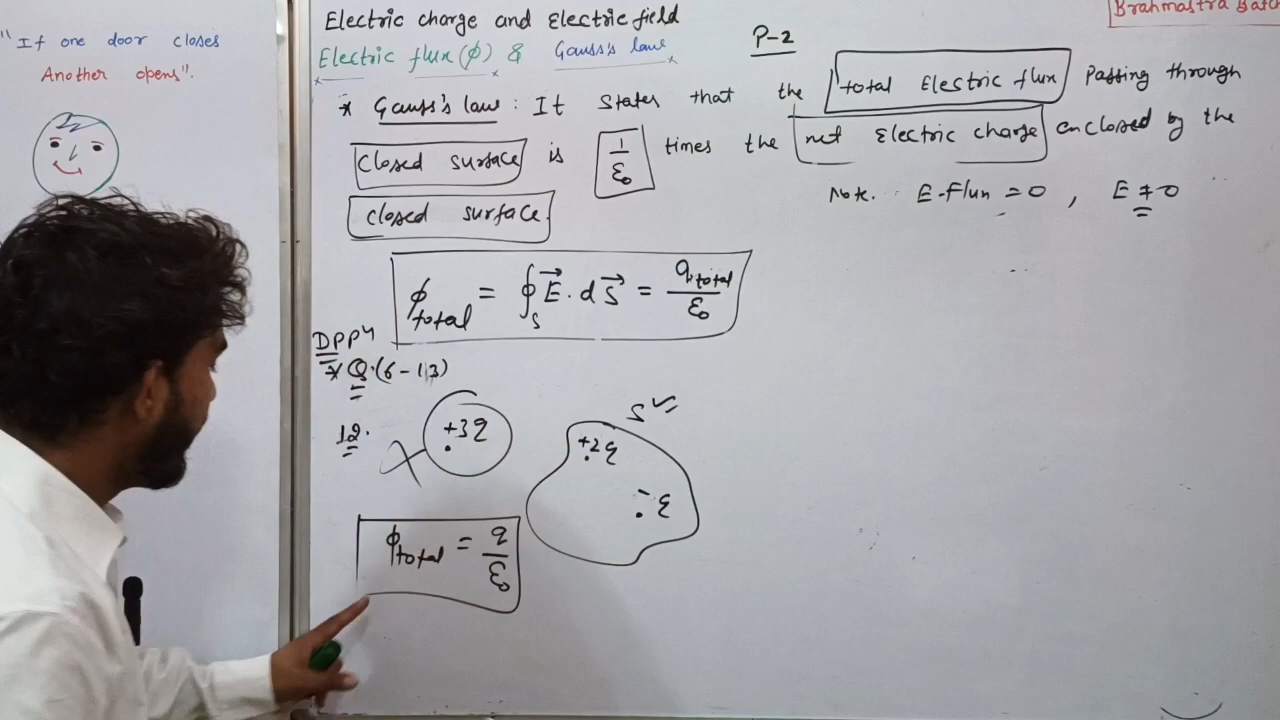 "If one door closes
Another opens".
Electric charge and Electric field
Brahmastra Batch
Electric flux(ϕ) & Gauss's law
P-2
* Gauss's law : It states that the total Electric flux passing through
closed surface is 1/ε₀ times the net Electric charge enclosed by the
closed surface.
Note. E-flux = 0 , E ≠ 0
ϕtotal = ∮S E⃗ . dS⃗ = qtotal/ε₀
DPP4
* Q.(6-13)
12.
+3q
S
+2q
-q
ϕtotal = q/ε₀